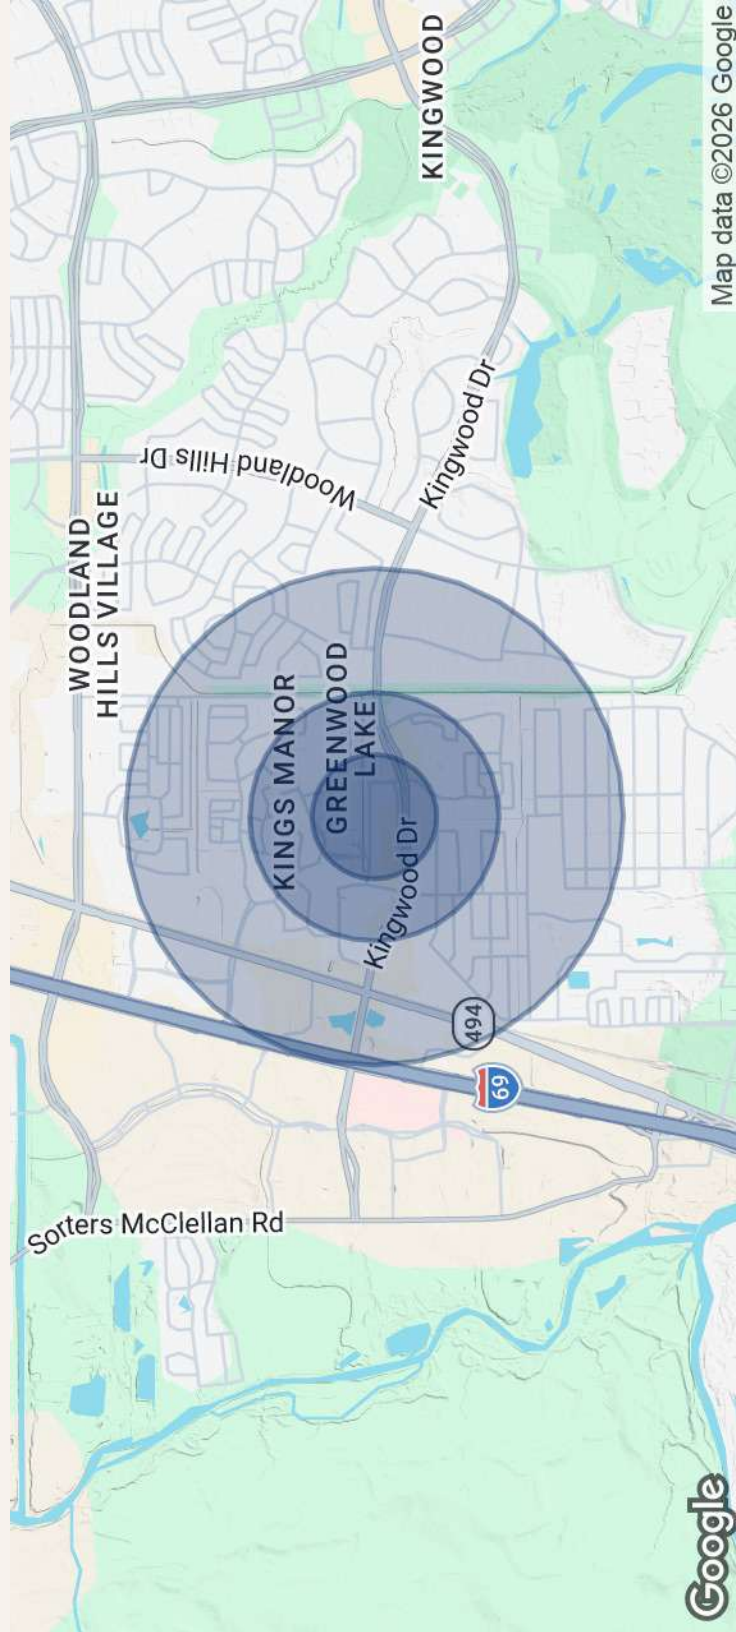 WOODLAND
HILLS VILLAGE
Woodland Hills Dr
KINGWOOD
Kingwood Dr
KINGS MANOR
GREENWOOD
LAKE
Kingwood Dr
494
69
Sorters McClellan Rd
Google
Map data ©2026 Google